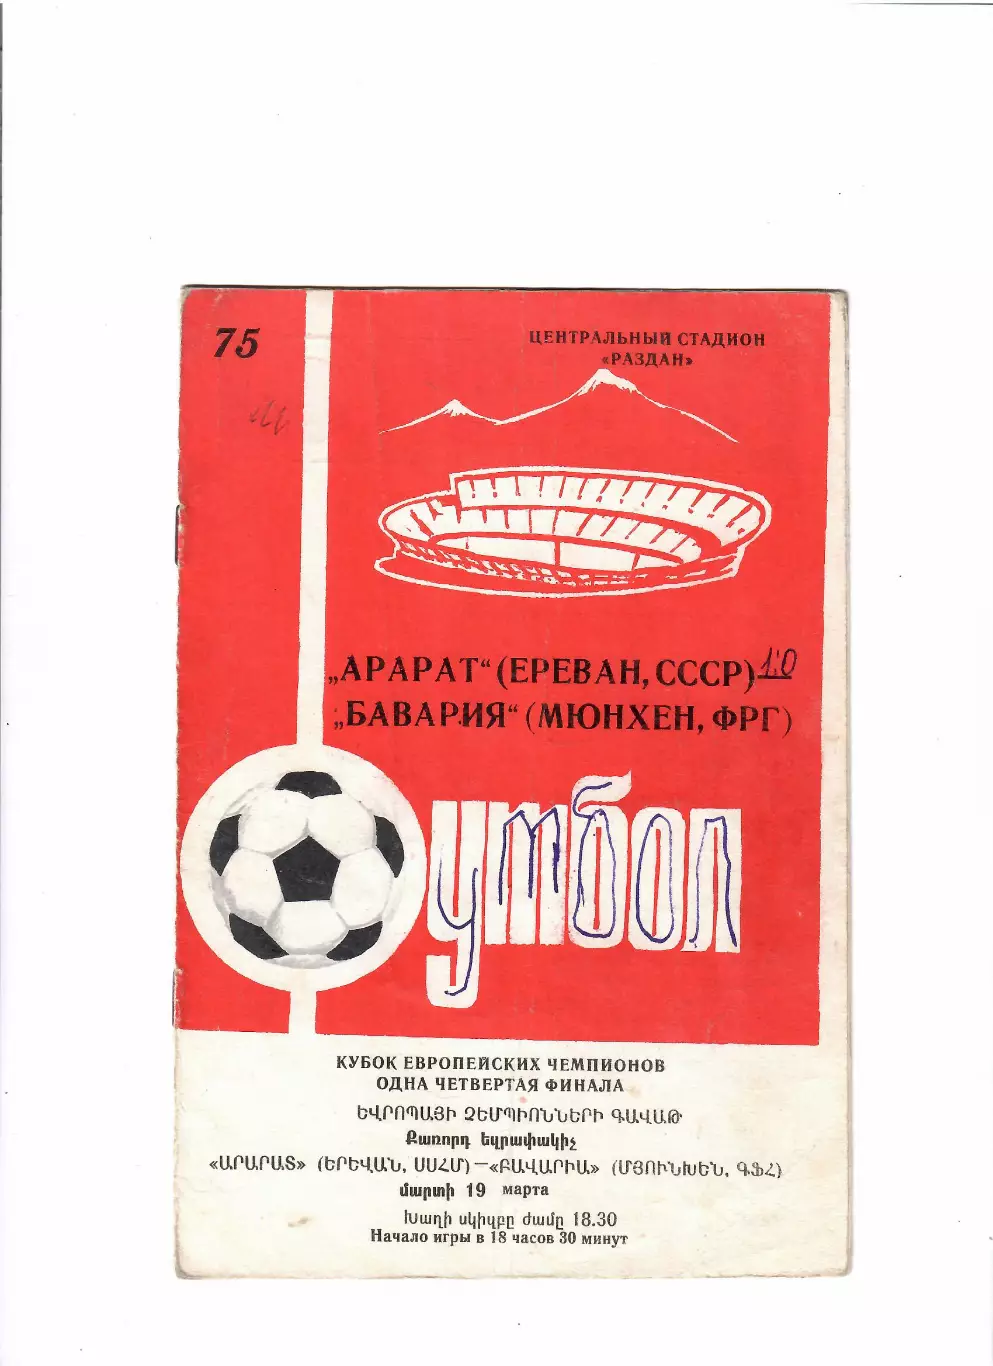 75
ЦЕНТРАЛЬНЫЙ СТАДИОН
«РАЗДАН»
„АРАРАТ“ (ЕРЕВАН, СССР) 1:0
„БАВАРИЯ“ (МЮНХЕН, ФРГ)
футбол
КУБОК ЕВРОПЕЙСКИХ ЧЕМПИОНОВ
ОДНА ЧЕТВЕРТАЯ ФИНАЛА
ԵՎՐՈՊԱՅԻ ՉԵՄՊԻՈՆՆԵՐԻ ԳԱՎԱԹ
Քառորդ եզրափակիչ
«ԱՐԱՐԱՏ» (ԵՐԵՎԱՆ, ՍՍՀՄ)—«ԲԱՎԱՐԻԱ» (ՄՅՈՒՆԽԵՆ, ԳՖՀ)
մարտի 19 марта
Խաղի սկիզբը ժամը 18.30
Начало игры в 18 часов 30 минут